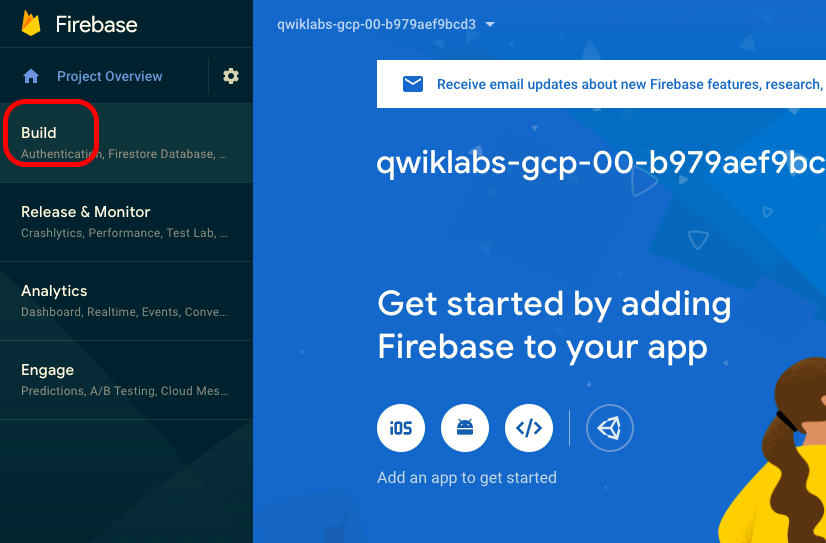 Firebase
qwiklabs-gcp-00-b979aef9bcd3
Project Overview
Receive email updates about new Firebase features, research,
Build
Authentication, Firestore Database, ...
qwiklabs-gcp-00-b979aef9bc
Release & Monitor
Crashlytics, Performance, Test Lab, ...
Analytics
Dashboard, Realtime, Events, Conve...
Get started by adding
Firebase to your app
Engage
Predictions, A/B Testing, Cloud Mes...
iOS
</>
Add an app to get started